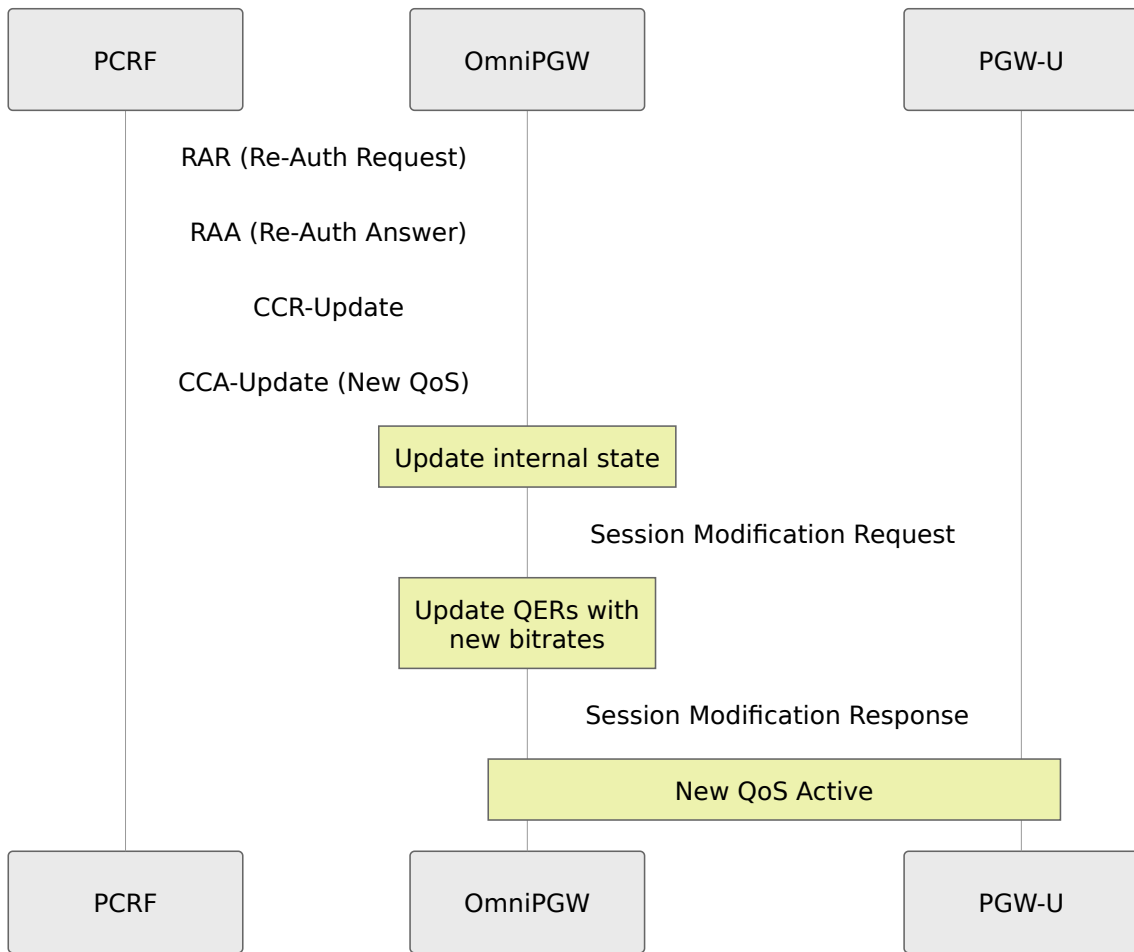 PCRF
OmniPGW
PGW-U
RAR (Re-Auth Request)
RAA (Re-Auth Answer)
CCR-Update
CCA-Update (New QoS)
Update internal state
Session Modification Request
Update QERs with
new bitrates
Session Modification Response
New QoS Active
PCRF
OmniPGW
PGW-U